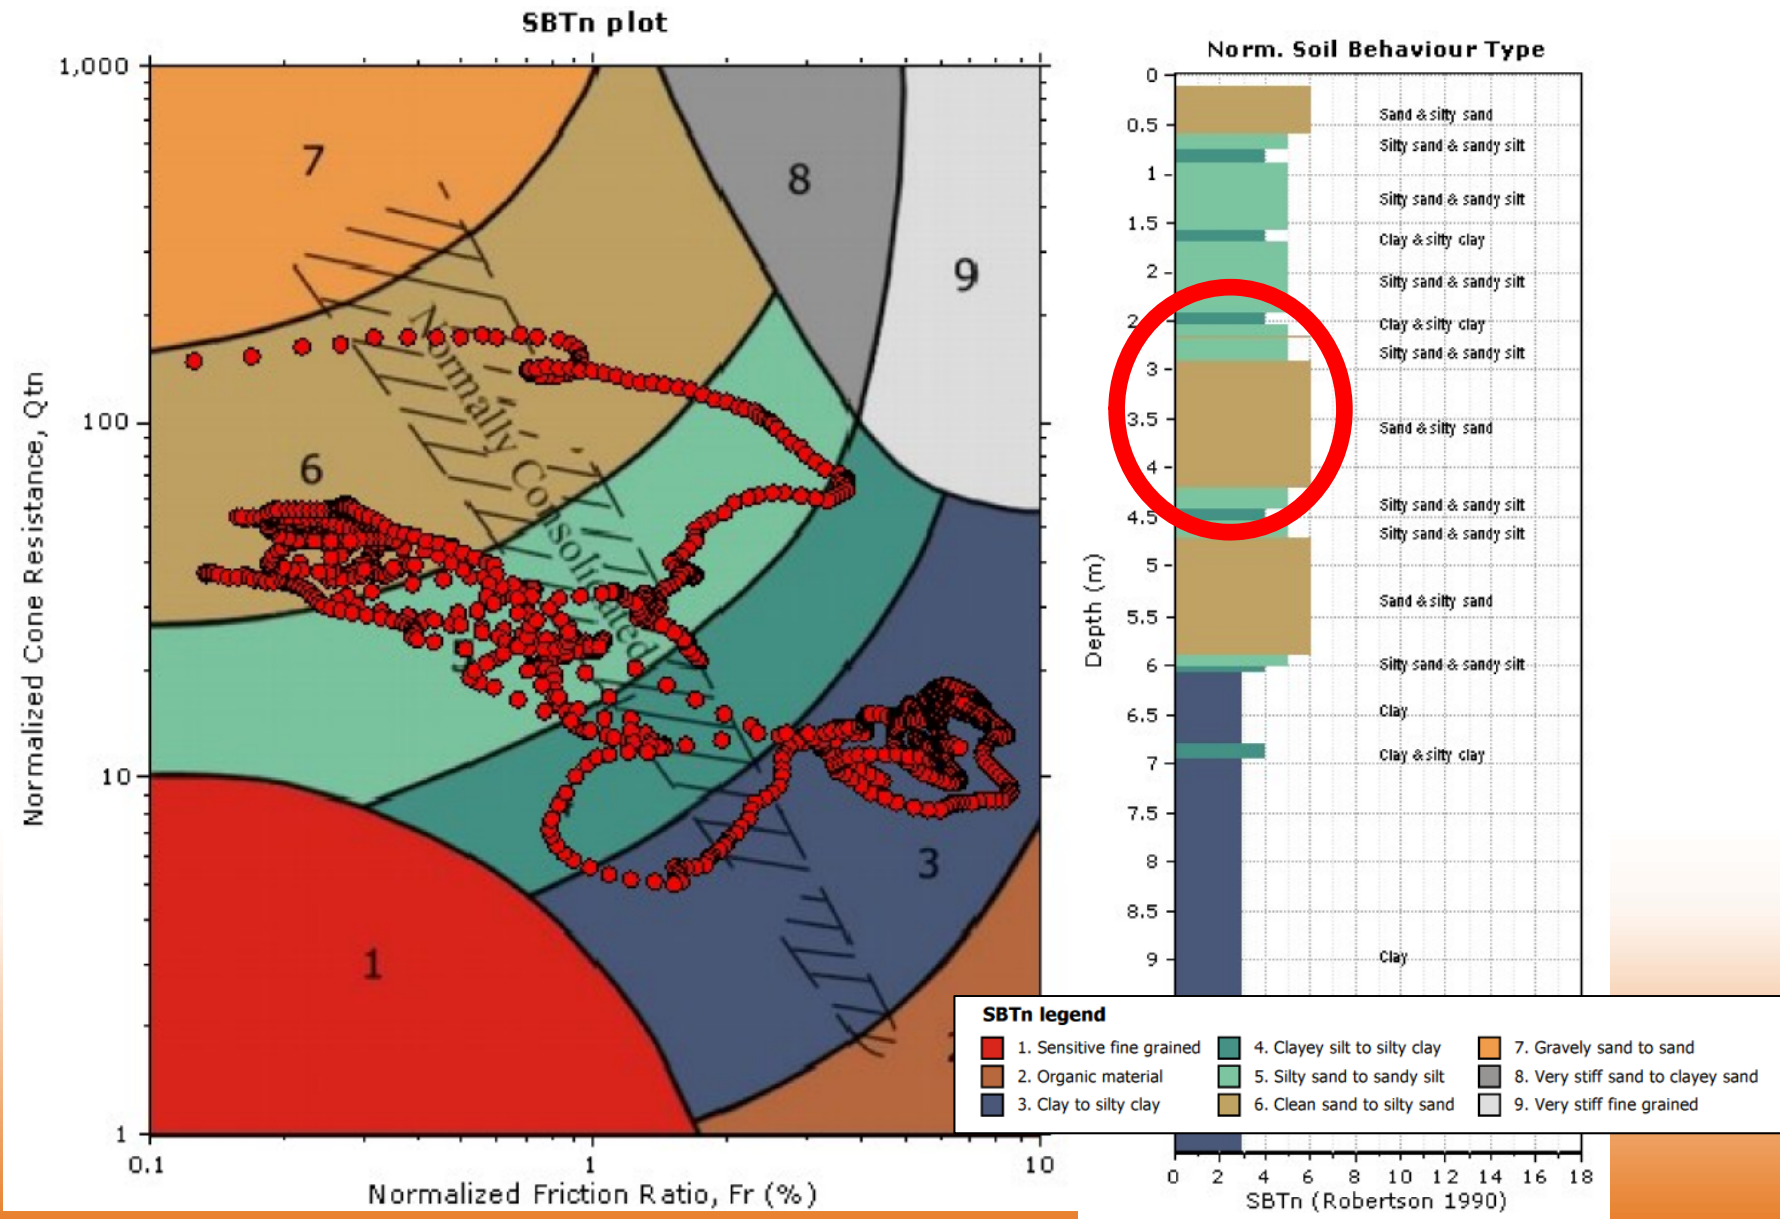 SBTn plot
1,000
100
10
1
0.1
1
10
Normalized Cone Resistance, Qtn
Normalized Friction Ratio, Fr (%)
7
8
9
6
5
3
1
Normally Consolidated
Norm. Soil Behaviour Type
0
0.5
1
1.5
2
2
3
3.5
4
4.5
5
5.5
6
6.5
7
7.5
8
8.5
9
Depth (m)
Sand & silty sand
Silty sand & sandy silt
Silty sand & sandy silt
Clay & silty clay
Silty sand & sandy silt
Clay & silty clay
Silty sand & sandy silt
Sand & silty sand
Silty sand & sandy silt
Silty sand & sandy silt
Sand & silty sand
Silty sand & sandy silt
Clay
Clay & silty clay
Clay
SBTn legend
1. Sensitive fine grained
4. Clayey silt to silty clay
7. Gravely sand to sand
2. Organic material
5. Silty sand to sandy silt
8. Very stiff sand to clayey sand
3. Clay to silty clay
6. Clean sand to silty sand
9. Very stiff fine grained
0 2 4 6 8 10 12 14 16 18
SBTn (Robertson 1990)